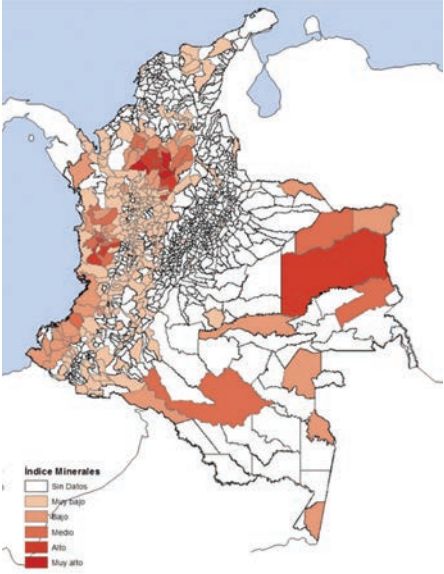 Índice Minerales
Sin Datos
Muy bajo
Bajo
Medio
Alto
Muy alto